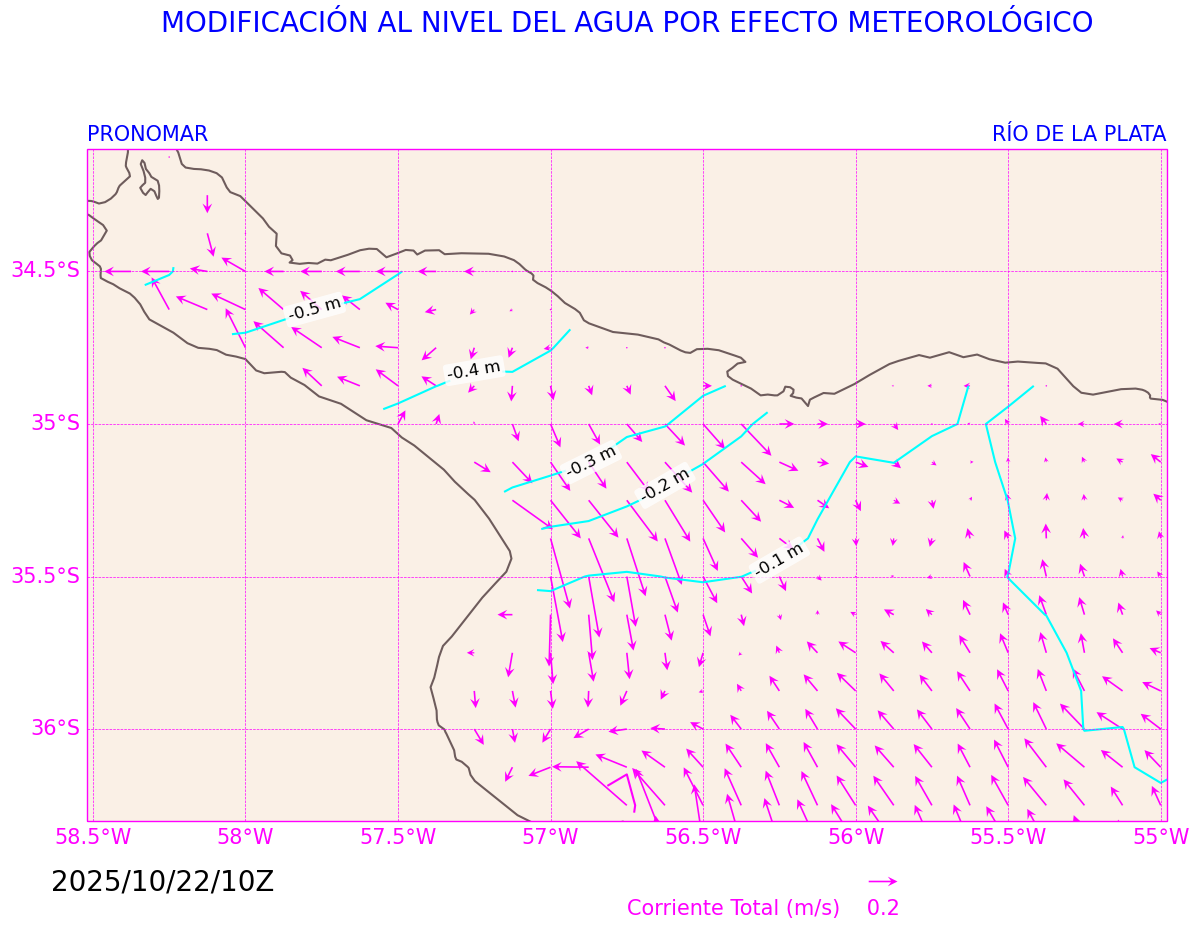 MODIFICACIÓN AL NIVEL DEL AGUA POR EFECTO METEOROLÓGICO
PRONOMAR
RÍO DE LA PLATA
34.5°S
35°S
35.5°S
36°S
-0.5 m
-0.4 m
-0.3 m
-0.2 m
-0.1 m
58.5°W 58°W 57.5°W 57°W 56.5°W 56°W 55.5°W 55°W
2025/10/22/10Z
Corriente Total (m/s) 0.2